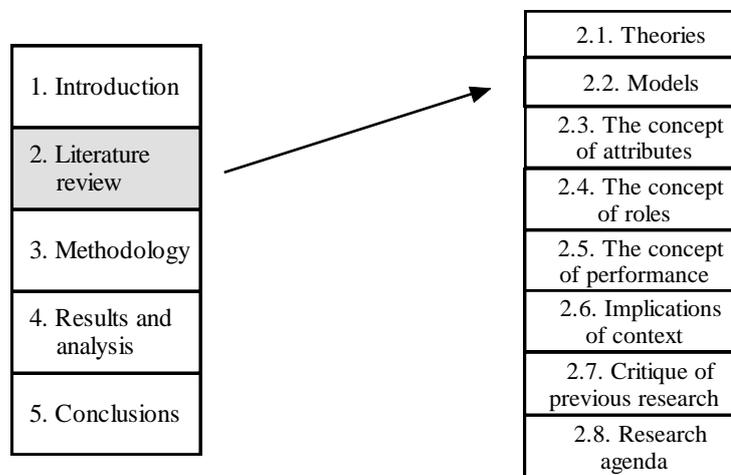 1. Introduction
2. Literature
review
3. Methodology
4. Results and
analysis
5. Conclusions
2.1. Theories
2.2. Models
2.3. The concept
of attributes
2.4. The concept
of roles
2.5. The concept
of performance
2.6. Implications
of context
2.7. Critique of
previous research
2.8. Research
agenda